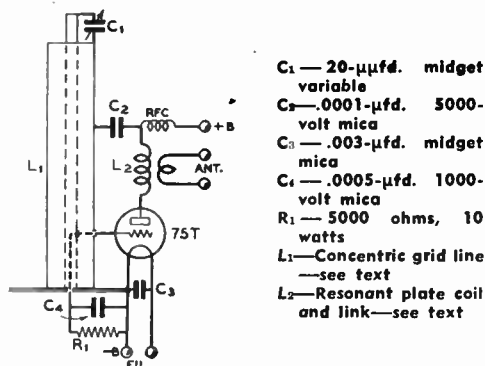 C1
C2
RFC
+B
L1
L2
ANT.
75T
C3
C4
R1
-B
FIL
C1 — 20-μμfd. midget
variable
C2—.0001-μfd. 5000-
volt mica
C3 — .003-μfd. midget
mica
C4 — .0005-μfd. 1000-
volt mica
R1 — 5000 ohms, 10
watts
L1—Concentric grid line
—see text
L2—Resonant plate coil
and link—see text